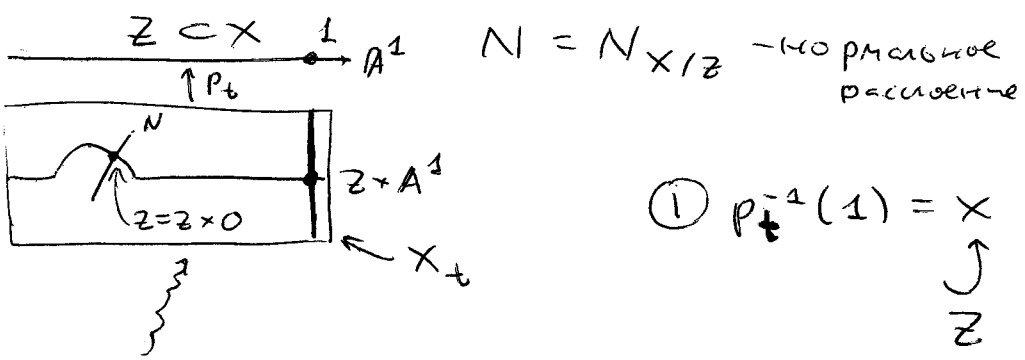 Z ⊂ X
1
A¹
N = N_{X/Z} – нормальное
расслоение
p_t
N
Z × A¹
Z = Z × 0
① p_t⁻¹(1) = X
X_t
Z